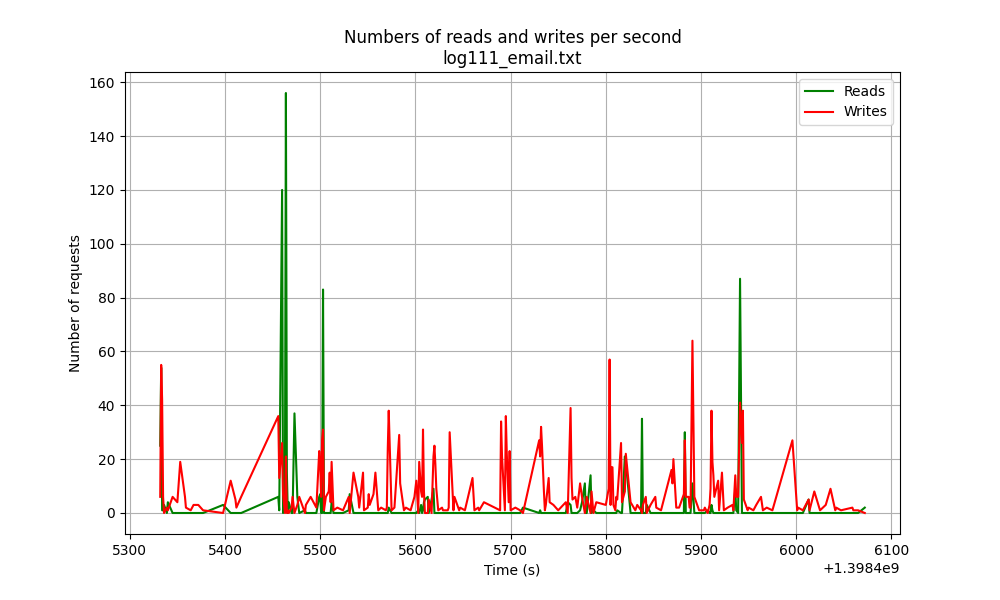 Numbers of reads and writes per second
log111_email.txt
160
140
120
100
80
60
40
20
0
Number of requests
Reads
Writes
5300 5400 5500 5600 5700 5800 5900 6000 6100
Time (s)
+1.3984e9